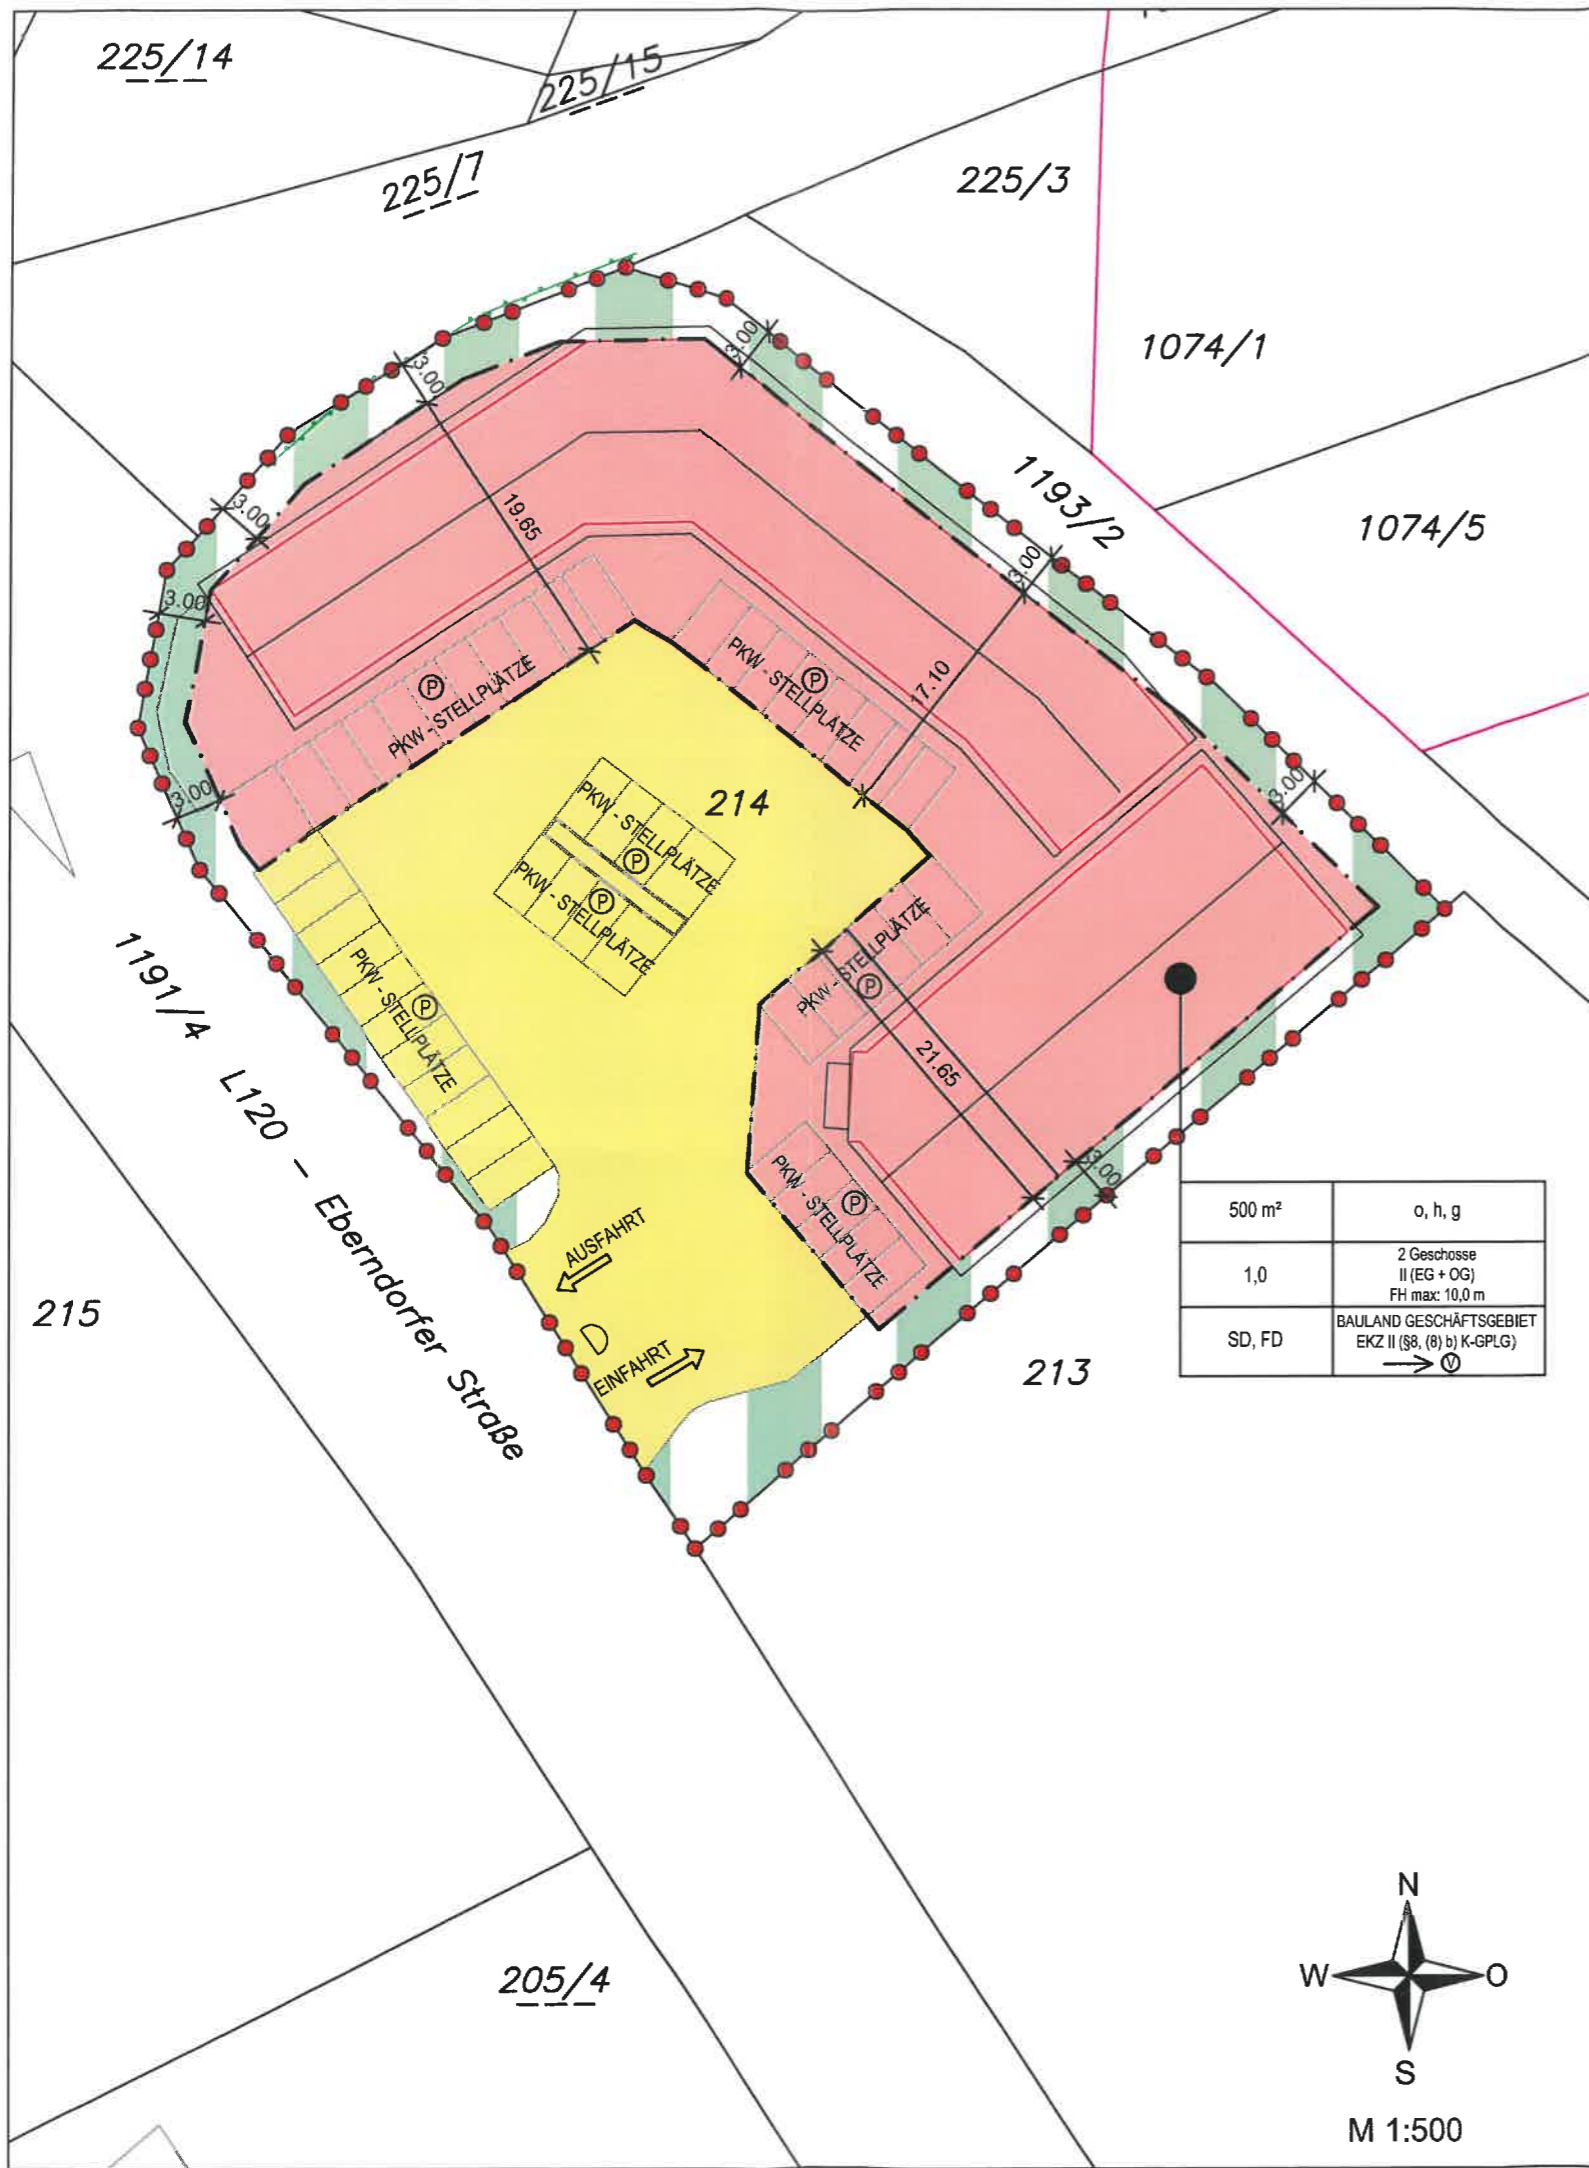 225/14
225/15
225/7
225/3
1074/1
1193/2
1074/5
3.00
3.00
3.00
3.00
3.00
3.00
3.00
3.00
19.65
17.10
21.65
PKW - STELLPLÄTZE
P
PKW - STELLPLÄTZE
P
214
PKW - STELLPLÄTZE
P
PKW - STELLPLÄTZE
P
PKW - STELLPLÄTZE
P
PKW - STELLPLÄTZE
P
PKW - STELLPLÄTZE
P
1191/4
L120 - Eberndorfer Straße
AUSFAHRT
EINFAHRT
215
213
500 m²
o, h, g
1,0
2 Geschosse
II (EG + OG)
FH max: 10,0 m
SD, FD
BAULAND GESCHÄFTSGEBIET
EKZ II (§8, (8) b) K-GPLG)
V
205/4
N
W
O
S
M 1:500